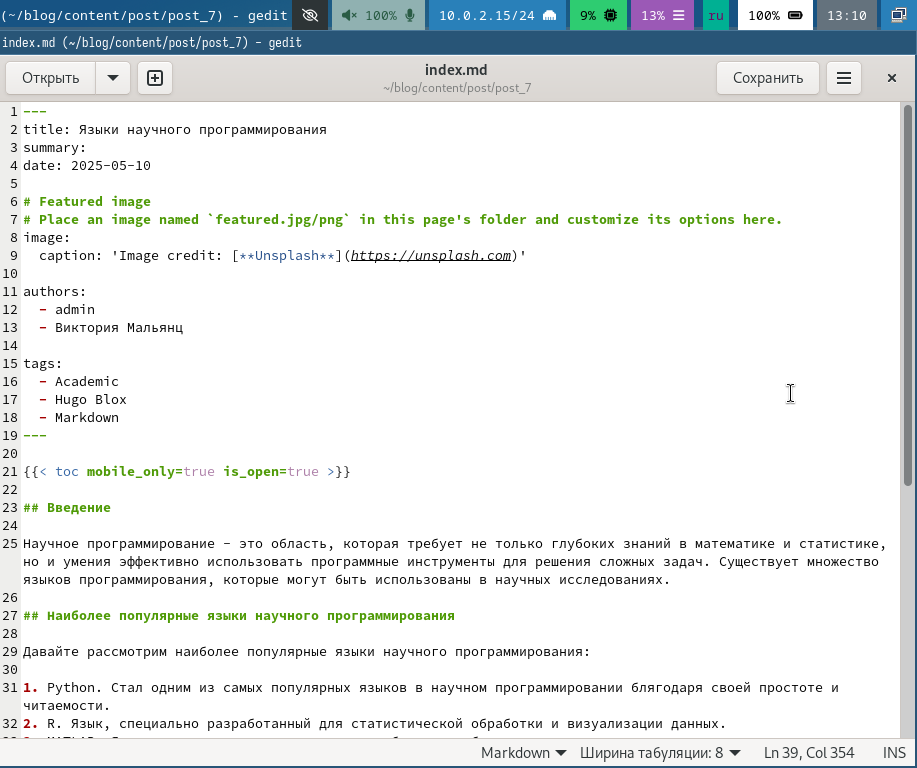 (~/blog/content/post/post_7) - gedit 100% 10.0.2.15/24 9% 13% ru 100% 13:10
index.md (~/blog/content/post/post_7) - gedit
Открыть index.md Сохранить
~/blog/content/post/post_7
1 ---
2 title: Языки научного программирования
3 summary:
4 date: 2025-05-10
5
6 # Featured image
7 # Place an image named `featured.jpg/png` in this page's folder and customize its options here.
8 image:
9   caption: 'Image credit: [**Unsplash**](https://unsplash.com)'
10
11 authors:
12   - admin
13   - Виктория Мальянц
14
15 tags:
16   - Academic
17   - Hugo Blox
18   - Markdown
19 ---
20
21 {{< toc mobile_only=true is_open=true >}}
22
23 ## Введение
24
25 Научное программирование - это область, которая требует не только глубоких знаний в математике и статистике,
но и умения эффективно использовать программные инструменты для решения сложных задач. Существует множество
языков программирования, которые могут быть использованы в научных исследованиях.
26
27 ## Наиболее популярные языки научного программирования
28
29 Давайте рассмотрим наиболее популярные языки научного программирования:
30
31 1. Python. Стал одним из самых популярных языков в научном программировании блягодаря своей простоте и
читаемости.
32 2. R. Язык, специально разработанный для статистической обработки и визуализации данных.
Markdown Ширина табуляции: 8 Ln 39, Col 354 INS